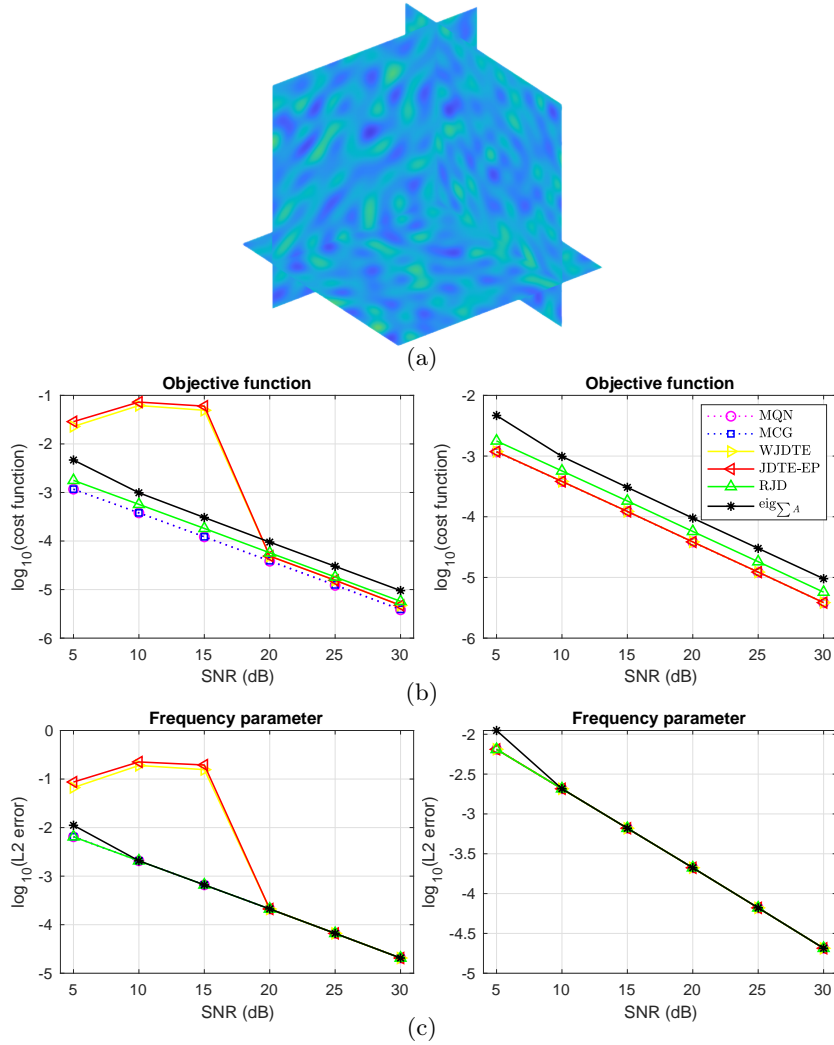 (a)
Objective function
log10(cost function)
-1
-2
-3
-4
-5
-6
5 10 15 20 25 30
SNR (dB)
Objective function
log10(cost function)
-2
-3
-4
-5
-6
5 10 15 20 25 30
SNR (dB)
MQN
MCG
WJDTE
JDTE-EP
RJD
eig∑ A
(b)
Frequency parameter
log10(L2 error)
0
-1
-2
-3
-4
-5
5 10 15 20 25 30
SNR (dB)
Frequency parameter
log10(L2 error)
-2
-2.5
-3
-3.5
-4
-4.5
-5
5 10 15 20 25 30
SNR (dB)
(c)